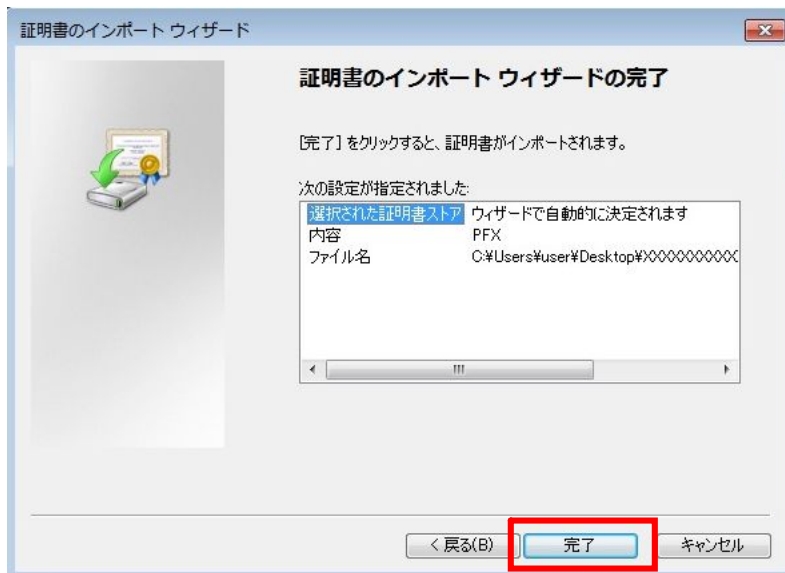 証明書のインポート ウィザード
証明書のインポート ウィザードの完了
[完了] をクリックすると、証明書がインポートされます。
次の設定が指定されました:
選択された証明書ストア ウィザードで自動的に決定されます
内容 PFX
ファイル名 C:¥Users¥user¥Desktop¥XXXXXXXXXX
< 戻る(B) 完了 キャンセル